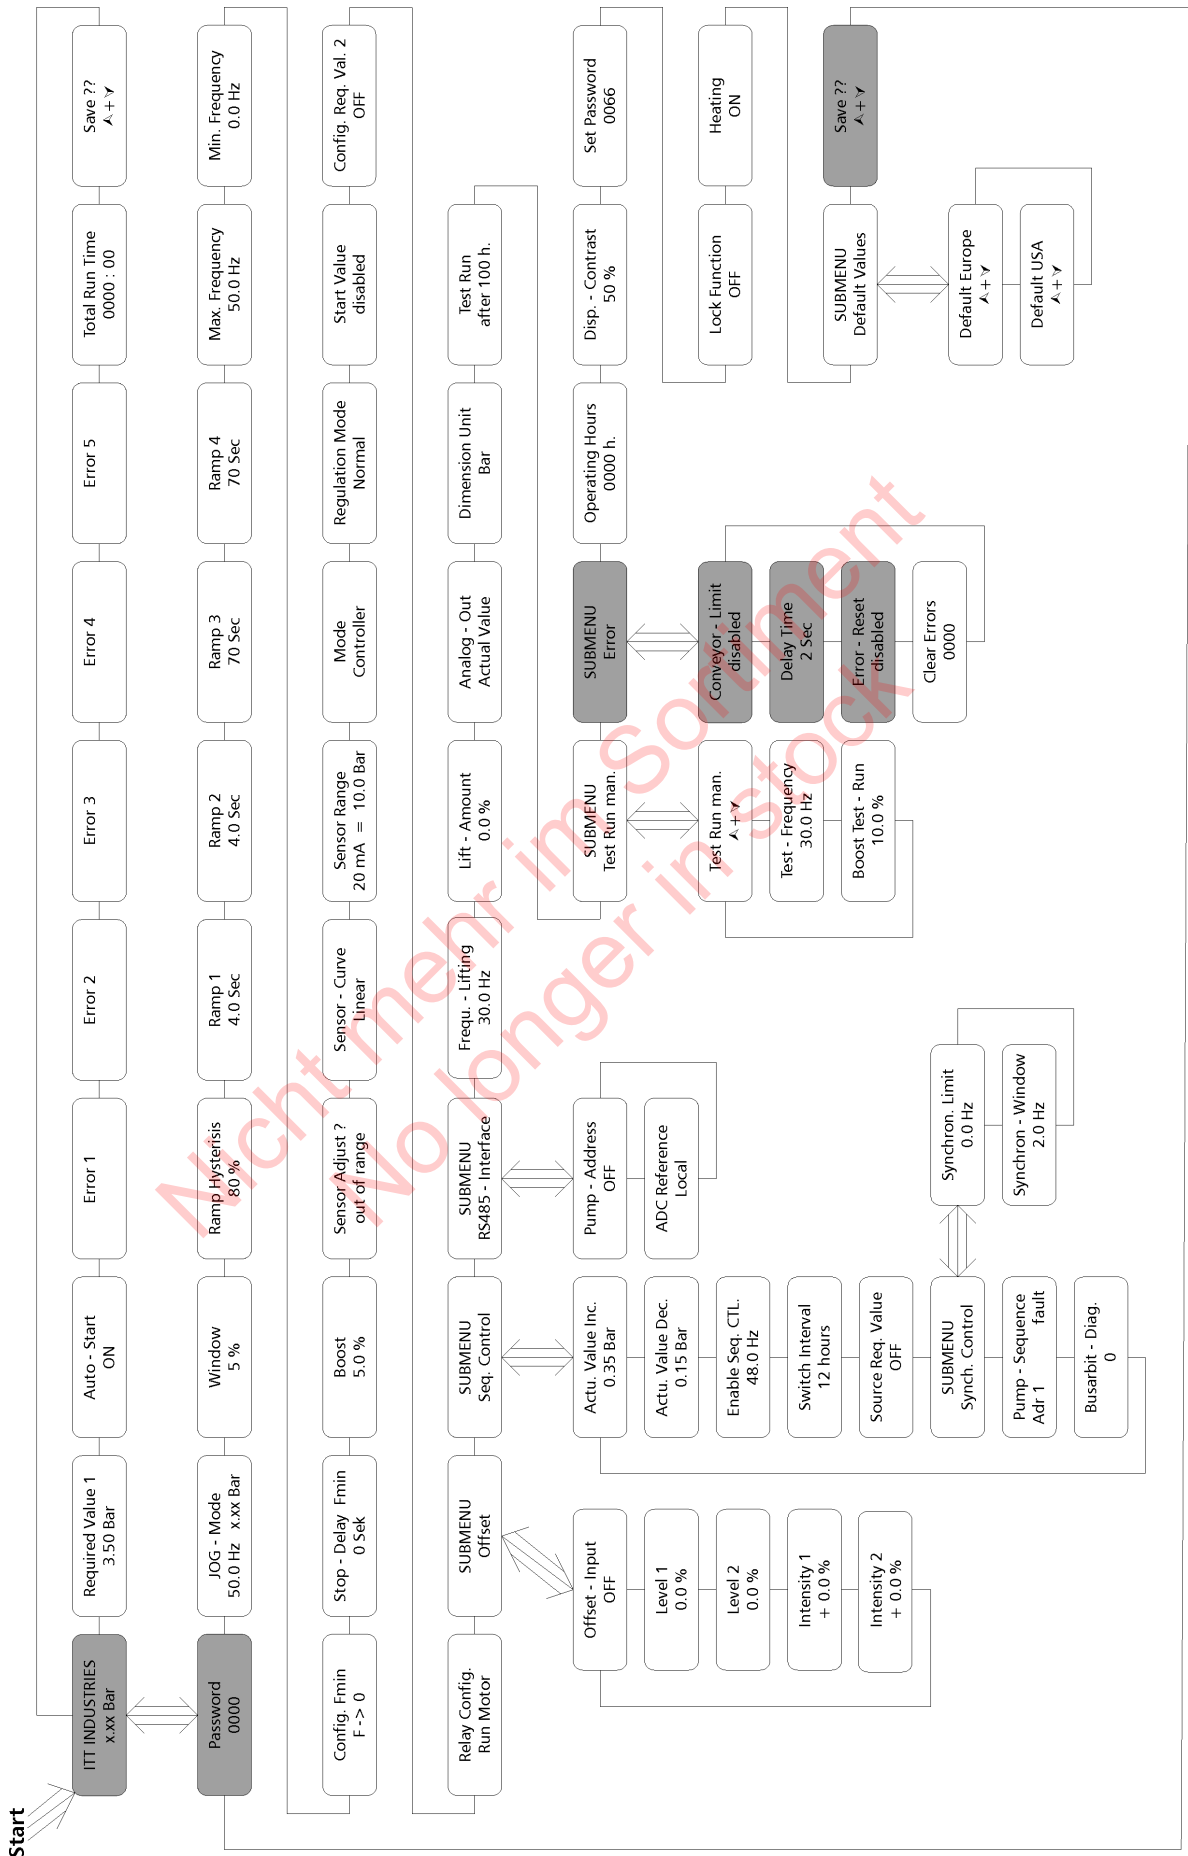 Start
ITT INDUSTRIES
x.xx Bar
Required Value 1
3.50 Bar
Auto - Start
ON
Error 1
Error 2
Error 3
Error 4
Error 5
Total Run Time
0000 : 00
Save ??
⮝+⮟
Password
0000
JOG - Mode
50.0 Hz x.xx Bar
Window
5 %
Ramp Hysterisis
80 %
Ramp 1
4.0 Sec
Ramp 2
4.0 Sec
Ramp 3
70 Sec
Ramp 4
70 Sec
Max. Frequency
50.0 Hz
Min. Frequency
0.0 Hz
Config. Fmin
F -> 0
Stop - Delay Fmin
0 Sek
Boost
5.0 %
Sensor Adjust ?
out of range
Sensor - Curve
Linear
Sensor Range
20 mA = 10.0 Bar
Mode
Controller
Regulation Mode
Normal
Start Value
disabled
Config. Req. Val. 2
OFF
Relay Config.
Run Motor
SUBMENU
Offset
SUBMENU
Seq. Control
SUBMENU
RS485 - Interface
Frequ. - Lifting
30.0 Hz
Lift - Amount
0.0 %
Analog - Out
Actual Value
Dimension Unit
Bar
Test Run
after 100 h.
Offset - Input
OFF
Level 1
0.0 %
Level 2
0.0 %
Intensity 1
+ 0.0 %
Intensity 2
+ 0.0 %
Actu. Value Inc.
0.35 Bar
Actu. Value Dec.
0.15 Bar
Enable Seq. CTL.
48.0 Hz
Switch Interval
12 hours
Source Req. Value
OFF
SUBMENU
Synch. Control
Pump - Sequence
Adr 1 fault
Busarbit - Diag.
0
Synchron. Limit
0.0 Hz
Synchron - Window
2.0 Hz
Pump - Address
OFF
ADC Reference
Local
SUBMENU
Test Run man.
Test Run man.
⮝+⮟
Test - Frequency
30.0 Hz
Boost Test - Run
10.0 %
SUBMENU
Error
Conveyor - Limit
disabled
Delay Time
2 Sec
Error - Reset
disabled
Clear Errors
0000
Operating Hours
0000 h.
Disp. - Contrast
50 %
Set Password
0066
Lock Function
OFF
Heating
ON
SUBMENU
Default Values
Save ??
⮝+⮟
Default Europe
⮝+⮟
Default USA
⮝+⮟
Nicht mehr im Sortiment
No longer in stock